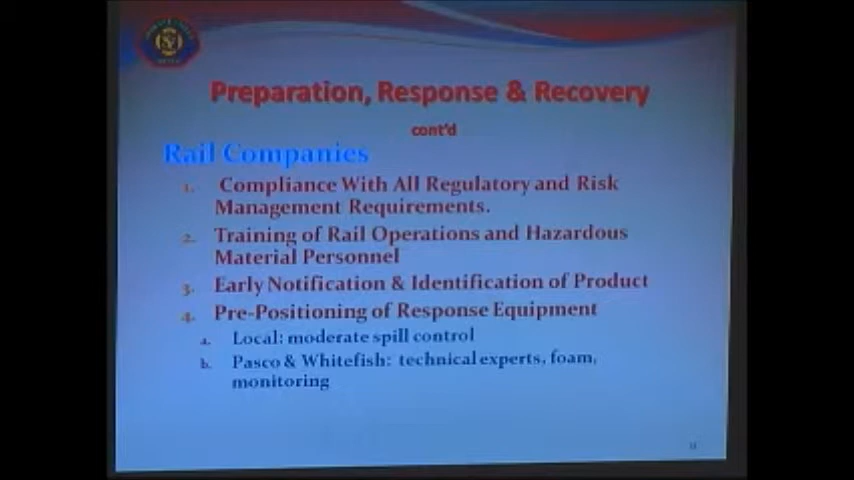 Preparation, Response & Recovery
cont'd
Rail Companies
1. Compliance With All Regulatory and Risk
Management Requirements.
2. Training of Rail Operations and Hazardous
Material Personnel
3. Early Notification & Identification of Product
4. Pre-Positioning of Response Equipment
a. Local: moderate spill control
b. Pasco & Whitefish: technical experts, foam,
monitoring